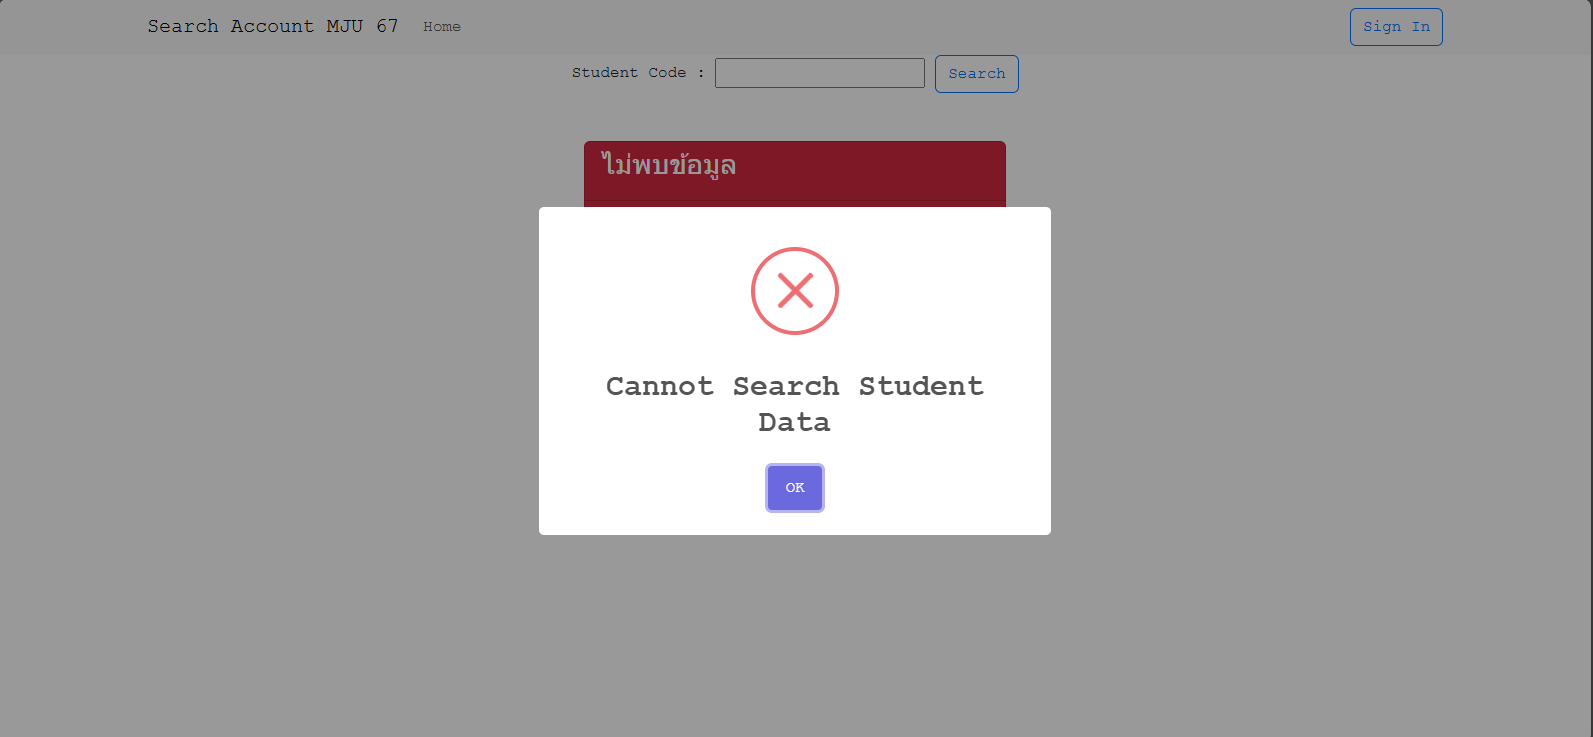 Search Account MJU 67 Home Sign In
Student Code : Search
ไม่พบข้อมูล
Cannot Search Student
Data
OK